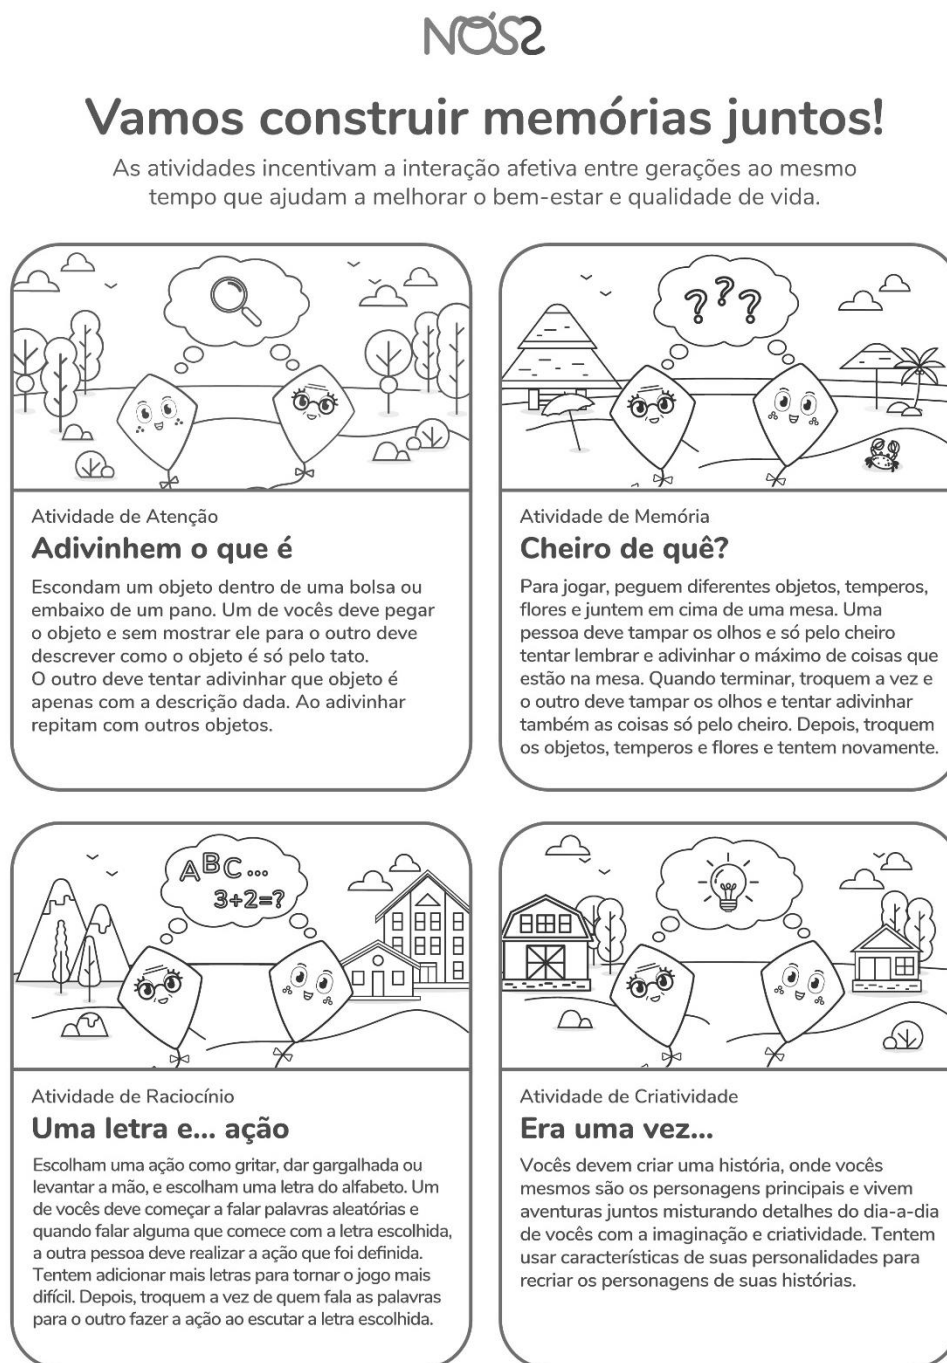 NÓS2
Vamos construir memórias juntos!
As atividades incentivam a interação afetiva entre gerações ao mesmo
tempo que ajudam a melhorar o bem-estar e qualidade de vida.
???
Atividade de Atenção
Adivinhem o que é
Escondam um objeto dentro de uma bolsa ou
embaixo de um pano. Um de vocês deve pegar
o objeto e sem mostrar ele para o outro deve
descrever como o objeto é só pelo tato.
O outro deve tentar adivinhar que objeto é
apenas com a descrição dada. Ao adivinhar
repitam com outros objetos.
Atividade de Memória
Cheiro de quê?
Para jogar, peguem diferentes objetos, temperos,
flores e juntem em cima de uma mesa. Uma
pessoa deve tampar os olhos e só pelo cheiro
tentar lembrar e adivinhar o máximo de coisas que
estão na mesa. Quando terminar, troquem a vez e
o outro deve tampar os olhos e tentar adivinhar
também as coisas só pelo cheiro. Depois, troquem
os objetos, temperos e flores e tentem novamente.
ABC...
3+2=?
Atividade de Raciocínio
Uma letra e... ação
Escolham uma ação como gritar, dar gargalhada ou
levantar a mão, e escolham uma letra do alfabeto. Um
de vocês deve começar a falar palavras aleatórias e
quando falar alguma que comece com a letra escolhida,
a outra pessoa deve realizar a ação que foi definida.
Tentem adicionar mais letras para tornar o jogo mais
difícil. Depois, troquem a vez de quem fala as palavras
para o outro fazer a ação ao escutar a letra escolhida.
Atividade de Criatividade
Era uma vez...
Vocês devem criar uma história, onde vocês
mesmos são os personagens principais e vivem
aventuras juntos misturando detalhes do dia-a-dia
de vocês com a imaginação e criatividade. Tentem
usar características de suas personalidades para
recriar os personagens de suas histórias.